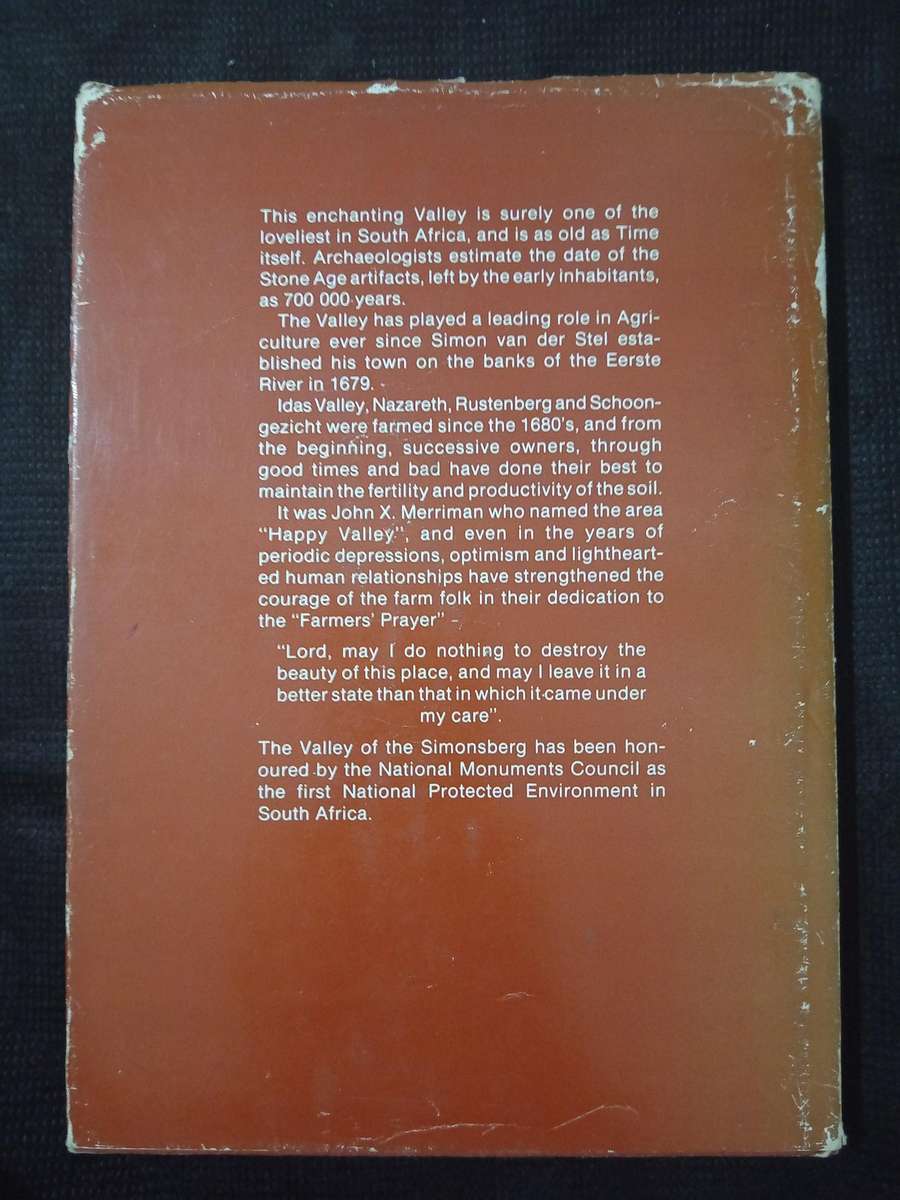 This enchanting Valley is surely one of the
loveliest in South Africa, and is as old as Time
itself. Archaeologists estimate the date of the
Stone Age artifacts, left by the early inhabitants,
as 700 000 years.
The Valley has played a leading role in Agri-
culture ever since Simon van der Stel esta-
blished his town on the banks of the Eerste
River in 1679.
Idas Valley, Nazareth, Rustenberg and Schoon-
gezicht were farmed since the 1680's, and from
the beginning, successive owners, through
good times and bad have done their best to
maintain the fertility and productivity of the soil.
It was John X. Merriman who named the area
"Happy Valley", and even in the years of
periodic depressions, optimism and lightheart-
ed human relationships have strengthened the
courage of the farm folk in their dedication to
the "Farmers' Prayer" -
"Lord, may I do nothing to destroy the
beauty of this place, and may I leave it in a
better state than that in which it came under
my care".
The Valley of the Simonsberg has been hon-
oured by the National Monuments Council as
the first National Protected Environment in
South Africa.